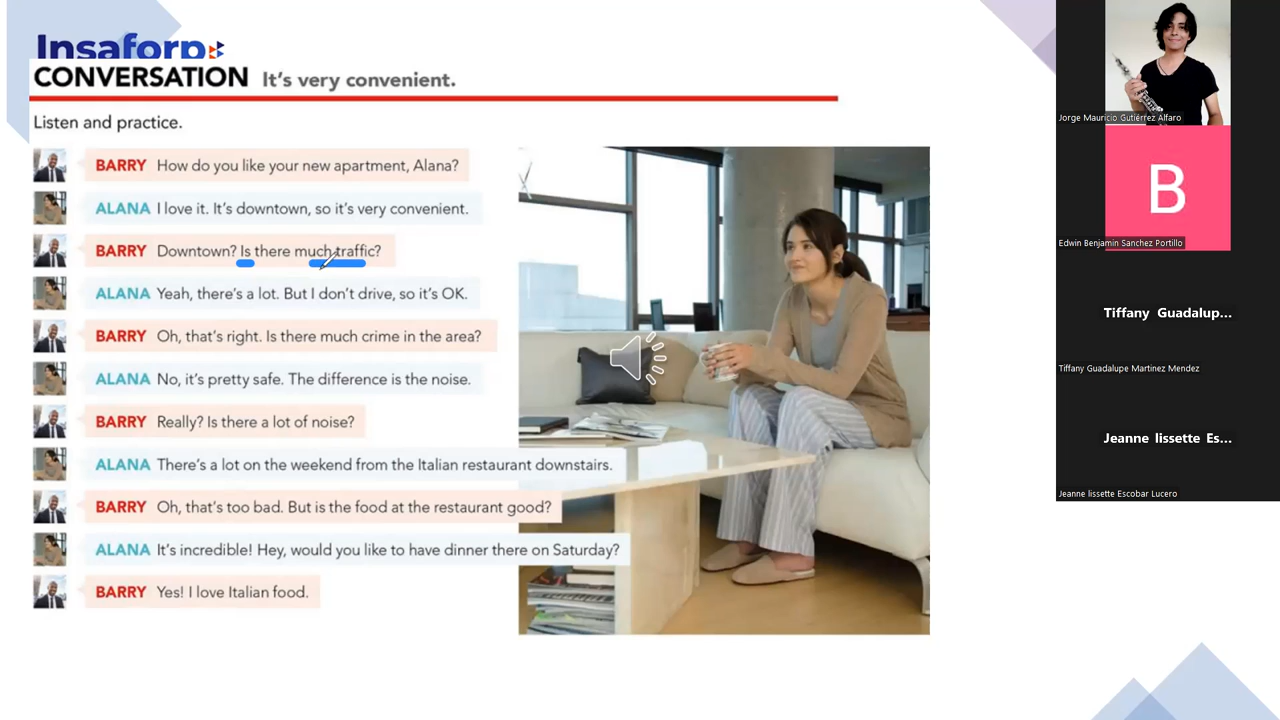 Insaforp
CONVERSATION It's very convenient.
Listen and practice.
BARRY How do you like your new apartment, Alana?
ALANA I love it. It's downtown, so it's very convenient.
BARRY Downtown? Is there much traffic?
ALANA Yeah, there's a lot. But I don't drive, so it's OK.
BARRY Oh, that's right. Is there much crime in the area?
ALANA No, it's pretty safe. The difference is the noise.
BARRY Really? Is there a lot of noise?
ALANA There's a lot on the weekend from the Italian restaurant downstairs.
BARRY Oh, that's too bad. But is the food at the restaurant good?
ALANA It's incredible! Hey, would you like to have dinner there on Saturday?
BARRY Yes! I love Italian food.
Jorge Mauricio Gutiérrez Alfaro
B
Edwin Benjamin Sanchez Portillo
Tiffany Guadalup...
Tiffany Guadalupe Martinez Mendez
Jeanne lissette Es...
Jeanne lissette Escobar Lucero